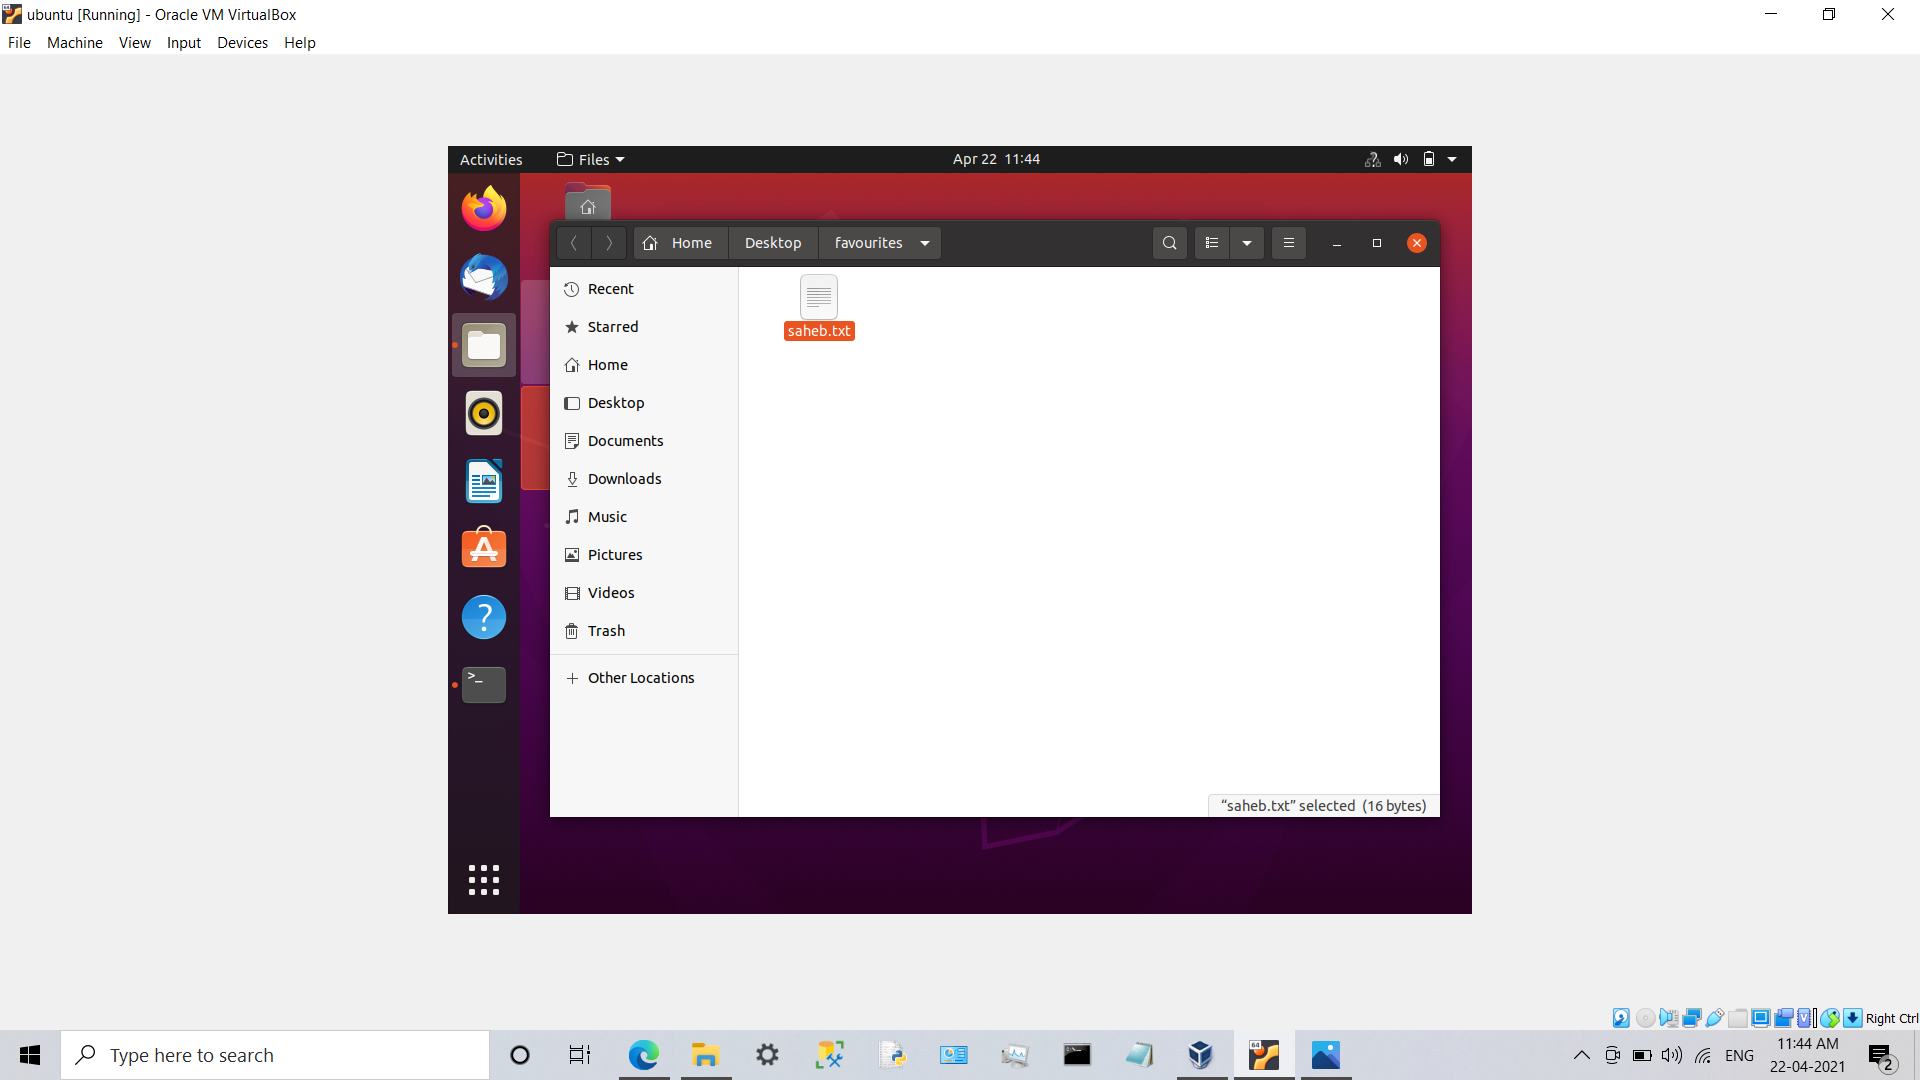 ubuntu [Running] - Oracle VM VirtualBox
File Machine View Input Devices Help
Activities Files Apr 22 11:44
Home Desktop favourites
Recent
Starred
Home
Desktop
Documents
Downloads
Music
Pictures
Videos
Trash
Other Locations
saheb.txt
“saheb.txt” selected (16 bytes)
Right Ctrl
Type here to search
ENG
11:44 AM
22-04-2021
2